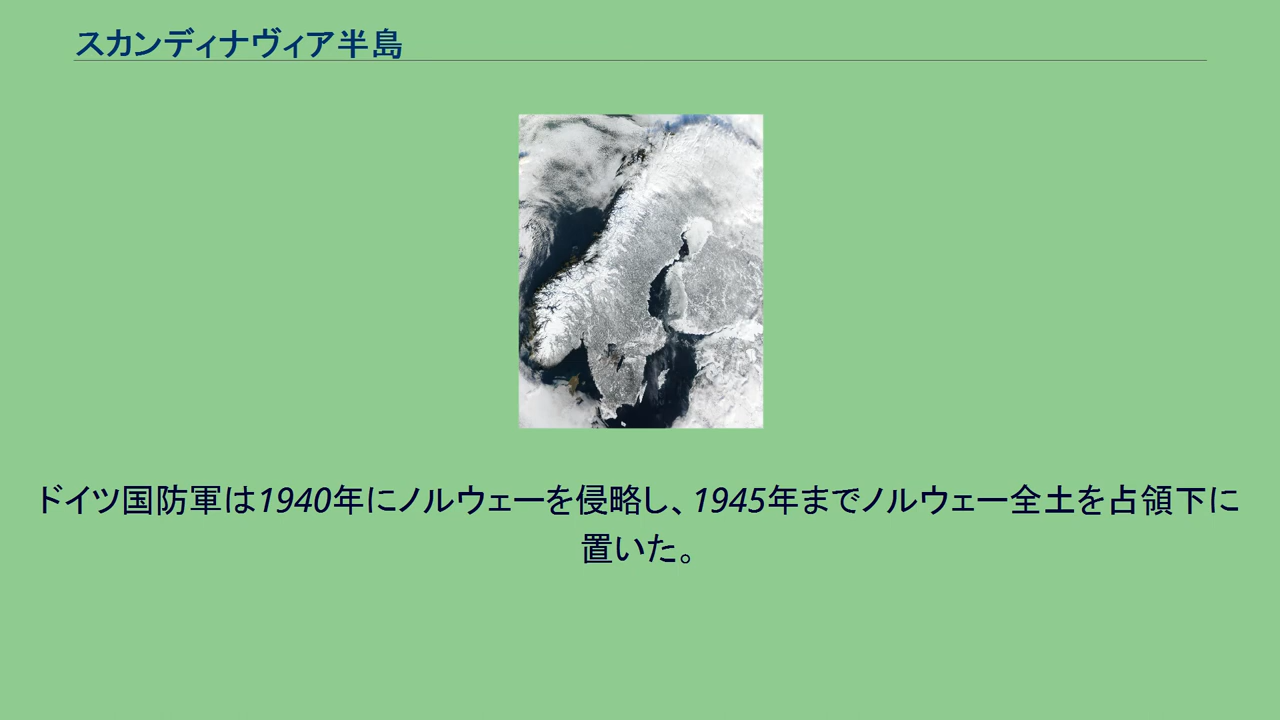 スカンディナヴィア半島
ドイツ国防軍は1940年にノルウェーを侵略し、1945年までノルウェー全土を占領下に
置いた。